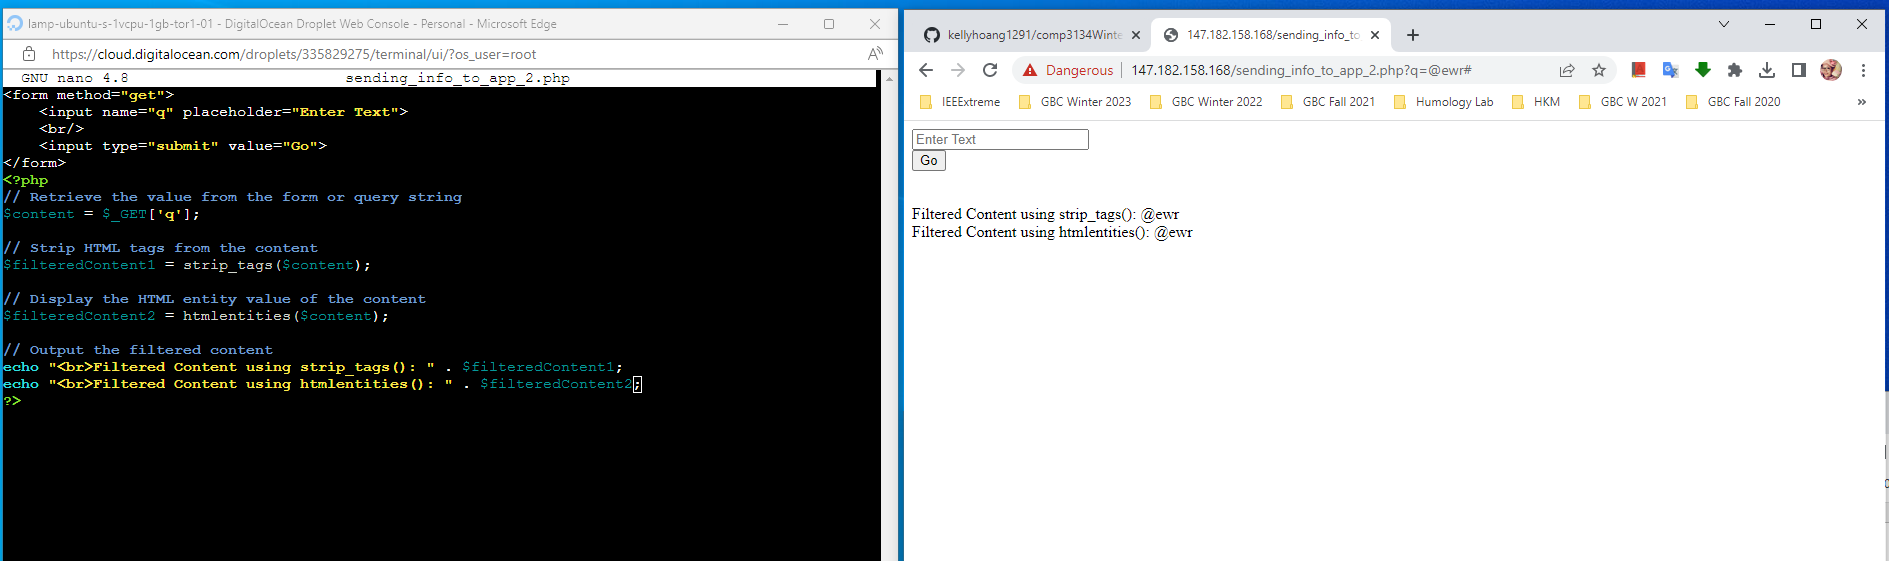 lamp-ubuntu-s-1vcpu-1gb-tor1-01 - DigitalOcean Droplet Web Console - Personal - Microsoft Edge
https://cloud.digitalocean.com/droplets/335829275/terminal/ui/?os_user=root
GNU nano 4.8 sending_info_to_app_2.php
<form method="get">
    <input name="q" placeholder="Enter Text">
    <br/>
    <input type="submit" value="Go">
</form>
<?php
// Retrieve the value from the form or query string
$content = $_GET['q'];
// Strip HTML tags from the content
$filteredContent1 = strip_tags($content);
// Display the HTML entity value of the content
$filteredContent2 = htmlentities($content);
// Output the filtered content
echo "<br>Filtered Content using strip_tags(): " . $filteredContent1;
echo "<br>Filtered Content using htmlentities(): " . $filteredContent2;
?>
kellyhoang1291/comp3134Winte
147.182.158.168/sending_info_to
Dangerous 147.182.158.168/sending_info_to_app_2.php?q=@ewr#
IEEExtreme GBC Winter 2023 GBC Winter 2022 GBC Fall 2021 Humology Lab HKM GBC W 2021 GBC Fall 2020 »
Enter Text
Go
Filtered Content using strip_tags(): @ewr
Filtered Content using htmlentities(): @ewr